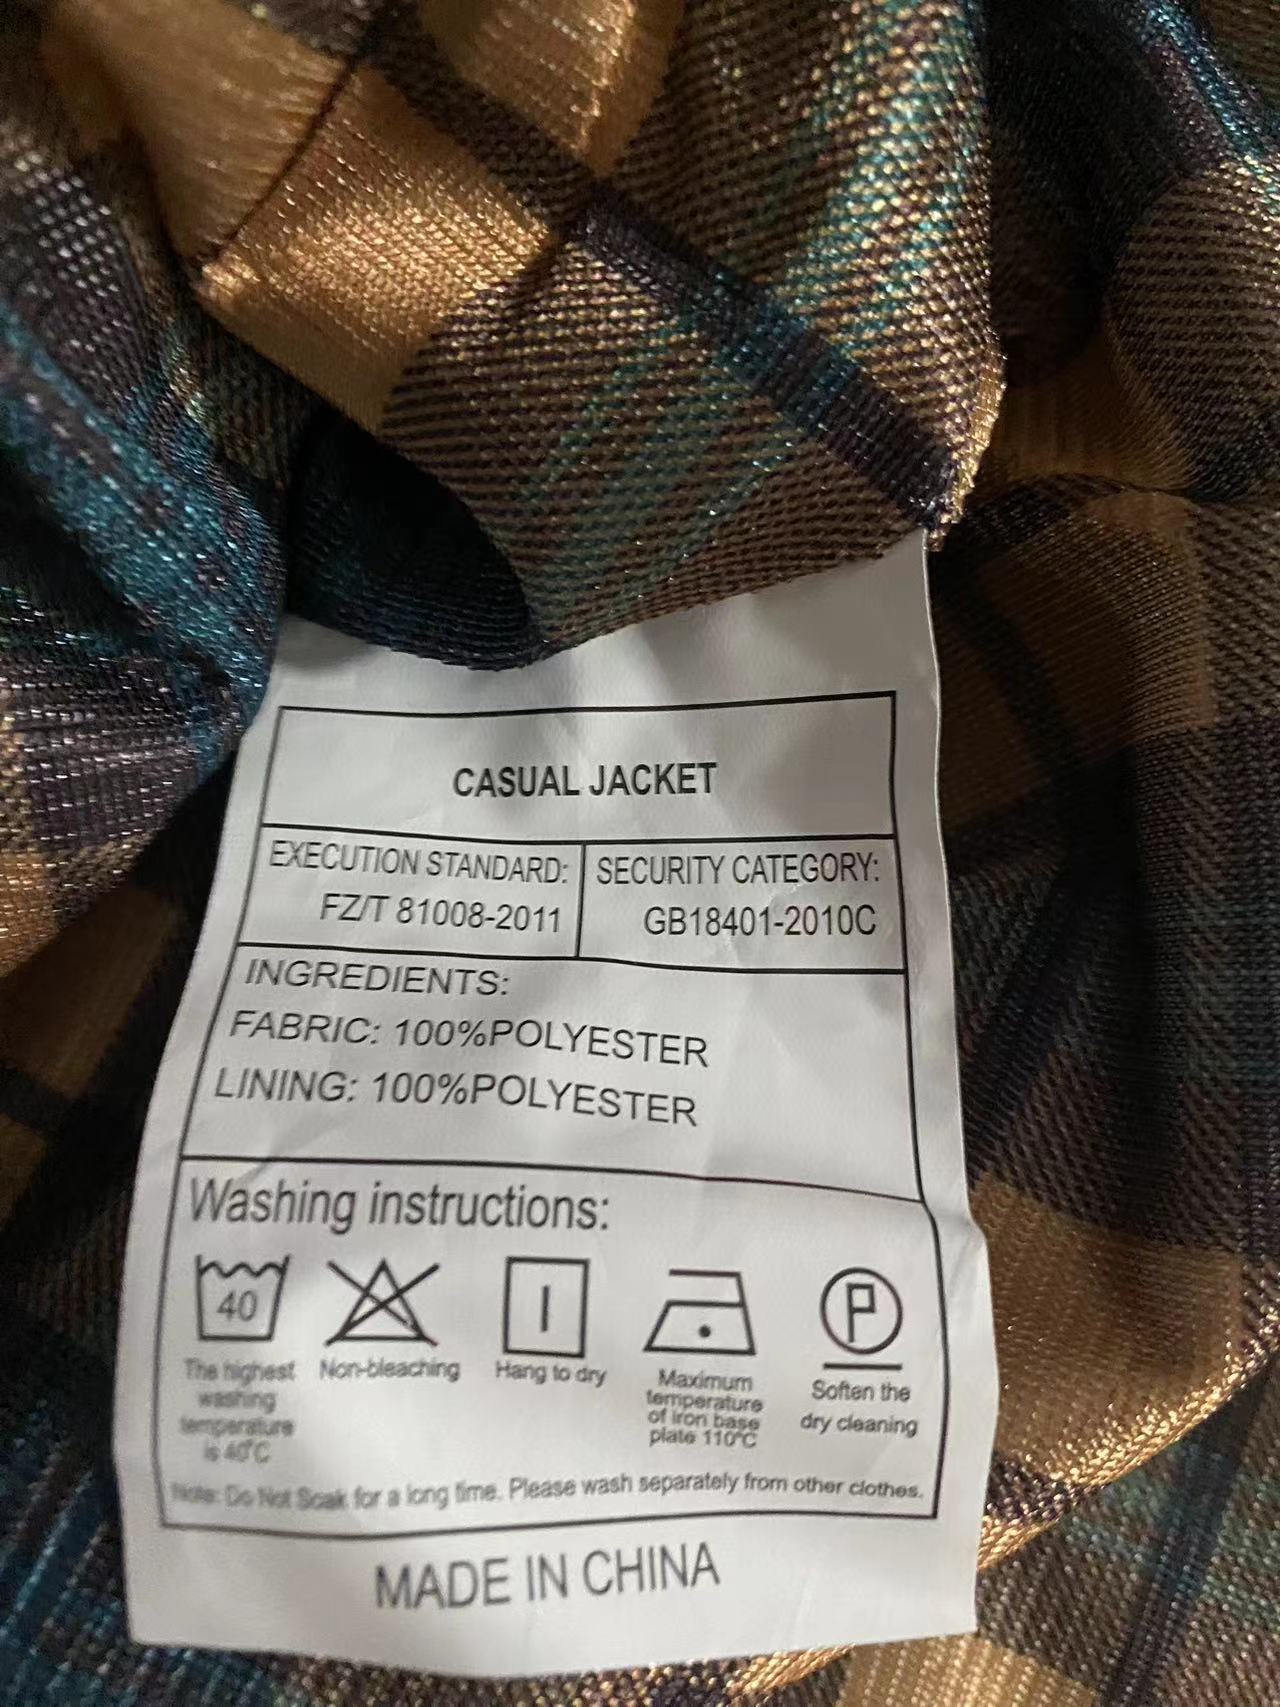 CASUAL JACKET
EXECUTION STANDARD:
FZ/T 81008-2011
SECURITY CATEGORY:
GB18401-2010C
INGREDIENTS:
FABRIC: 100%POLYESTER
LINING: 100%POLYESTER
Washing instructions:
40
The highest
washing
temperature
is 40°C
Non-bleaching
Hang to dry
Maximum
temperature
of iron base
plate 110°C
P
Soften the
dry cleaning
Note: Do Not Soak for a long time. Please wash separately from other clothes.
MADE IN CHINA